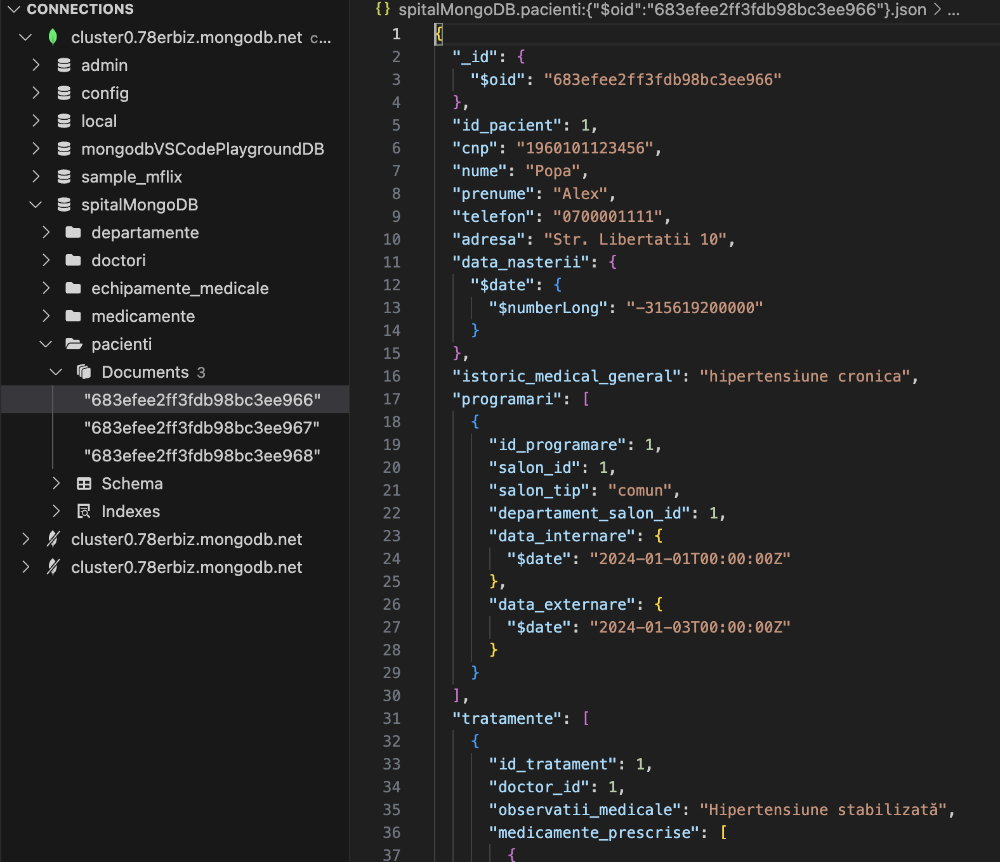 CONNECTIONS
cluster0.78erbiz.mongodb.net c...
admin
config
local
mongodbVSCodePlaygroundDB
sample_mflix
spitalMongoDB
departamente
doctori
echipamente_medicale
medicamente
pacienti
Documents 3
"683efee2ff3fdb98bc3ee966"
"683efee2ff3fdb98bc3ee967"
"683efee2ff3fdb98bc3ee968"
Schema
Indexes
cluster0.78erbiz.mongodb.net
cluster0.78erbiz.mongodb.net
{} spitalMongoDB.pacienti:{"$oid":"683efee2ff3fdb98bc3ee966"}.json > ...
1 {
2 "_id": {
3 "$oid": "683efee2ff3fdb98bc3ee966"
4 },
5 "id_pacient": 1,
6 "cnp": "1960101123456",
7 "nume": "Popa",
8 "prenume": "Alex",
9 "telefon": "0700001111",
10 "adresa": "Str. Libertatii 10",
11 "data_nasterii": {
12 "$date": {
13 "$numberLong": "-315619200000"
14 }
15 },
16 "istoric_medical_general": "hipertensiune cronica",
17 "programari": [
18 {
19 "id_programare": 1,
20 "salon_id": 1,
21 "salon_tip": "comun",
22 "departament_salon_id": 1,
23 "data_internare": {
24 "$date": "2024-01-01T00:00:00Z"
25 },
26 "data_externare": {
27 "$date": "2024-01-03T00:00:00Z"
28 }
29 }
30 ],
31 "tratamente": [
32 {
33 "id_tratament": 1,
34 "doctor_id": 1,
35 "observatii_medicale": "Hipertensiune stabilizată",
36 "medicamente_prescrise": [
37 {